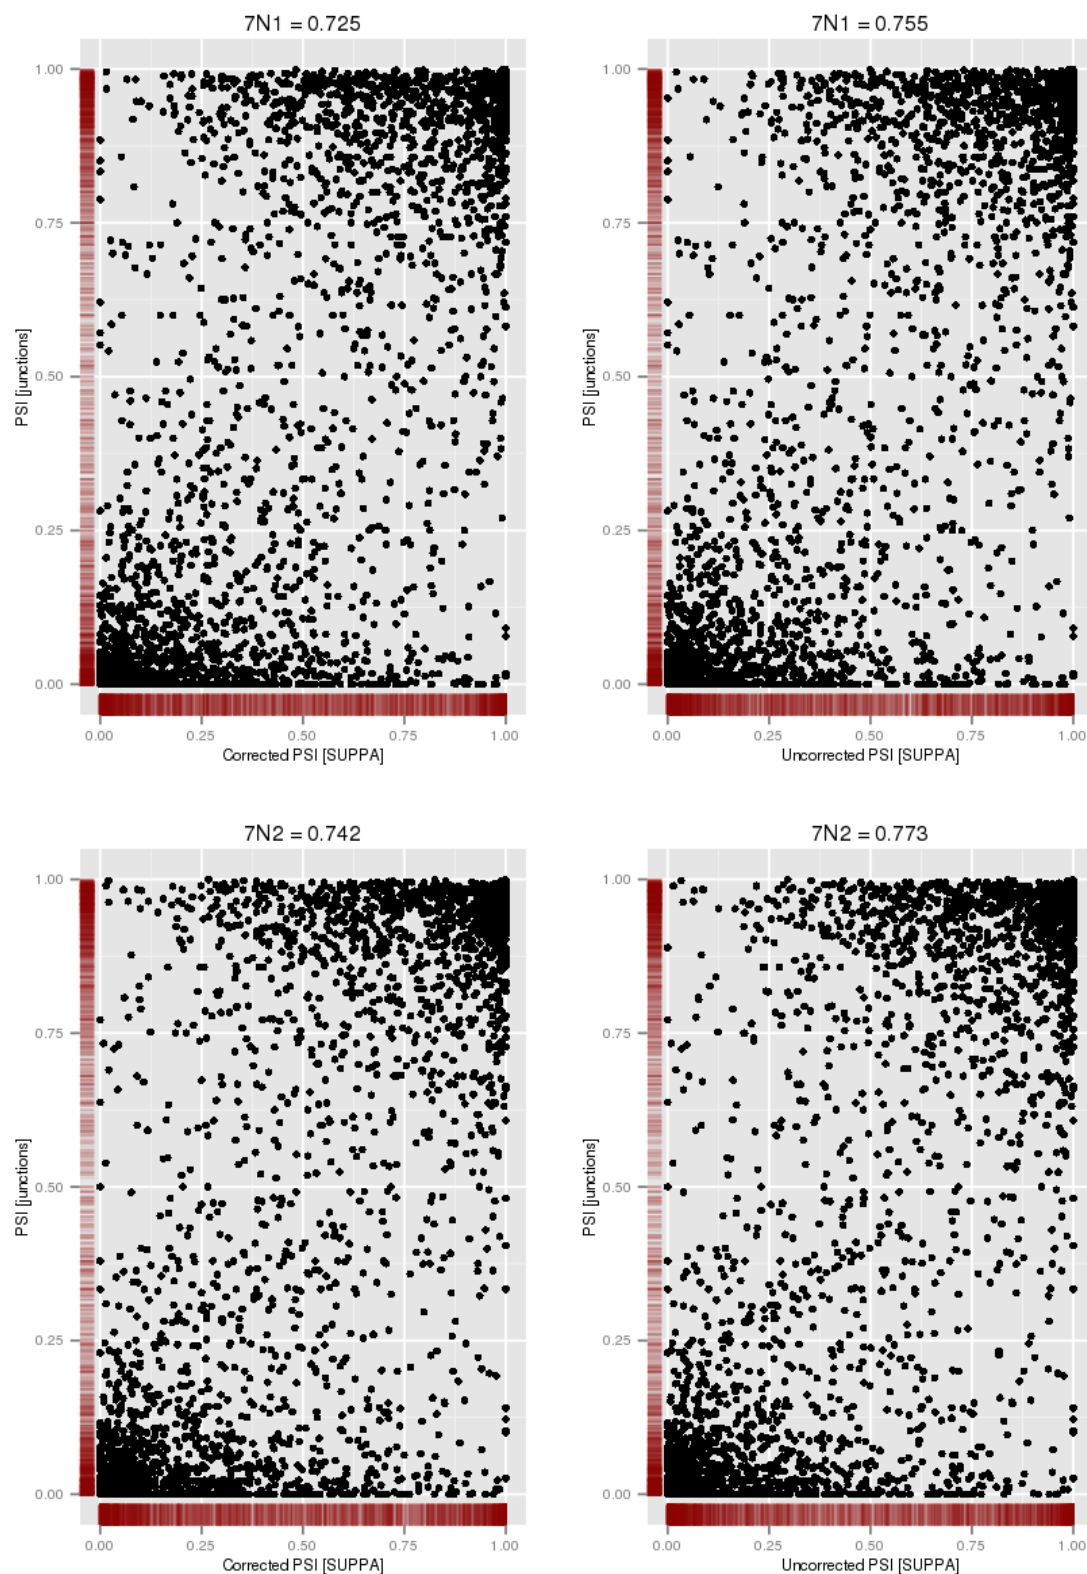 7N1 = 0.725
1.00
0.75
0.50
0.25
0.00
PSI [junctions]
0.00 0.25 0.50 0.75 1.00
Corrected PSI [SUPPA]
7N1 = 0.755
1.00
0.75
0.50
0.25
0.00
PSI [junctions]
0.00 0.25 0.50 0.75 1.00
Uncorrected PSI [SUPPA]
7N2 = 0.742
1.00
0.75
0.50
0.25
0.00
PSI [junctions]
0.00 0.25 0.50 0.75 1.00
Corrected PSI [SUPPA]
7N2 = 0.773
1.00
0.75
0.50
0.25
0.00
PSI [junctions]
0.00 0.25 0.50 0.75 1.00
Uncorrected PSI [SUPPA]